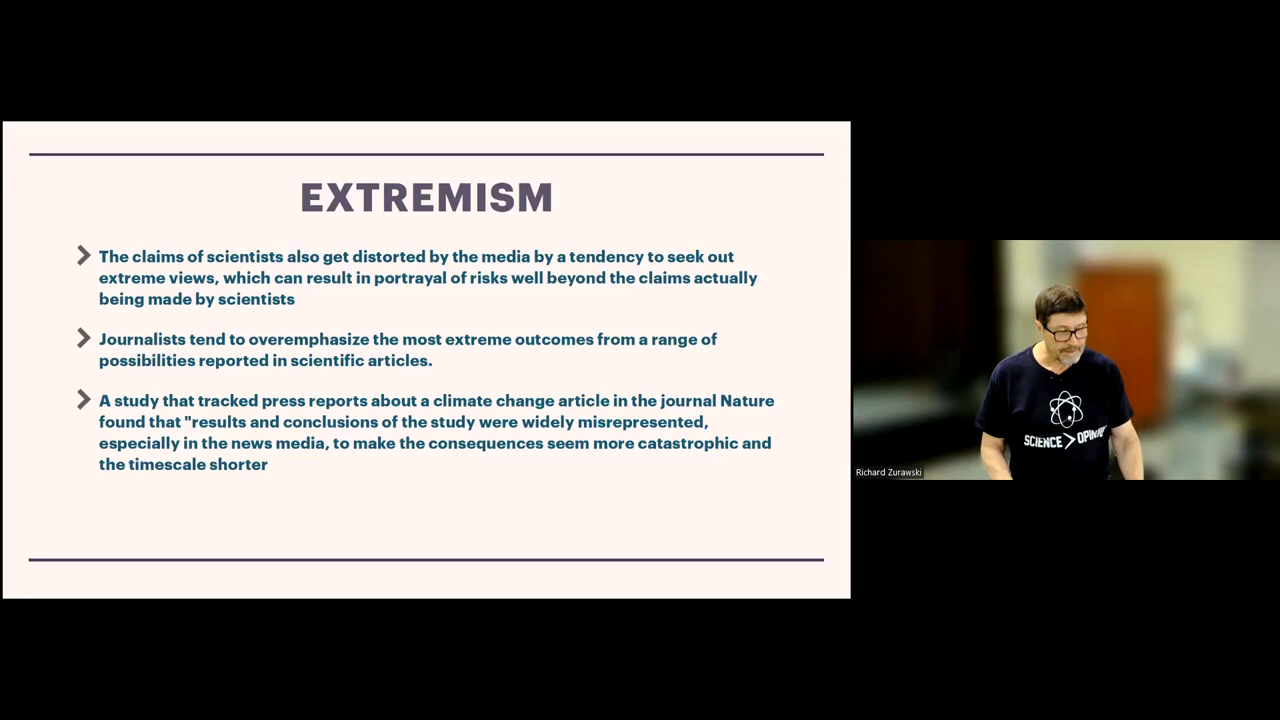 EXTREMISM
The claims of scientists also get distorted by the media by a tendency to seek out
extreme views, which can result in portrayal of risks well beyond the claims actually
being made by scientists
Journalists tend to overemphasize the most extreme outcomes from a range of
possibilities reported in scientific articles.
A study that tracked press reports about a climate change article in the journal Nature
found that "results and conclusions of the study were widely misrepresented,
especially in the news media, to make the consequences seem more catastrophic and
the timescale shorter
SCIENCE >
Richard Zurawski